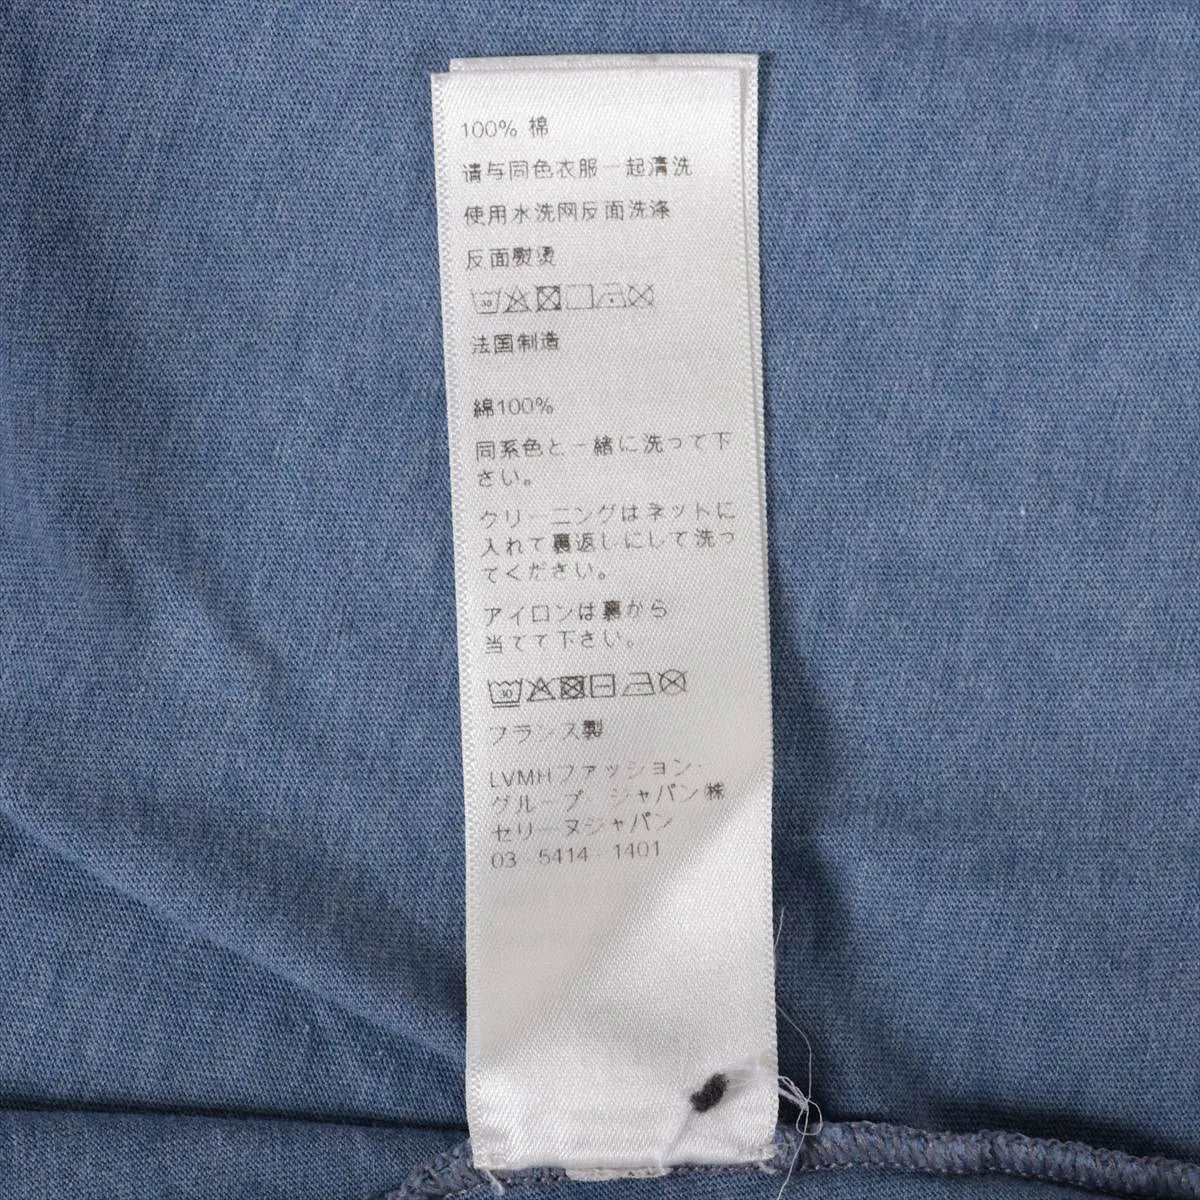 100% 棉
请与同色衣服一起清洗
使用水洗网反面洗涤
反面熨烫
30
法国制造
綿100%
同系色と一緒に洗って下
さい。
クリーニングはネットに
入れて裏返しにして洗っ
てください。
アイロンは裏から
当てて下さい。
30
フランス製
LVMHファッション・
グループ・ジャパン㈱
セリーヌジャパン
03-5414-1401